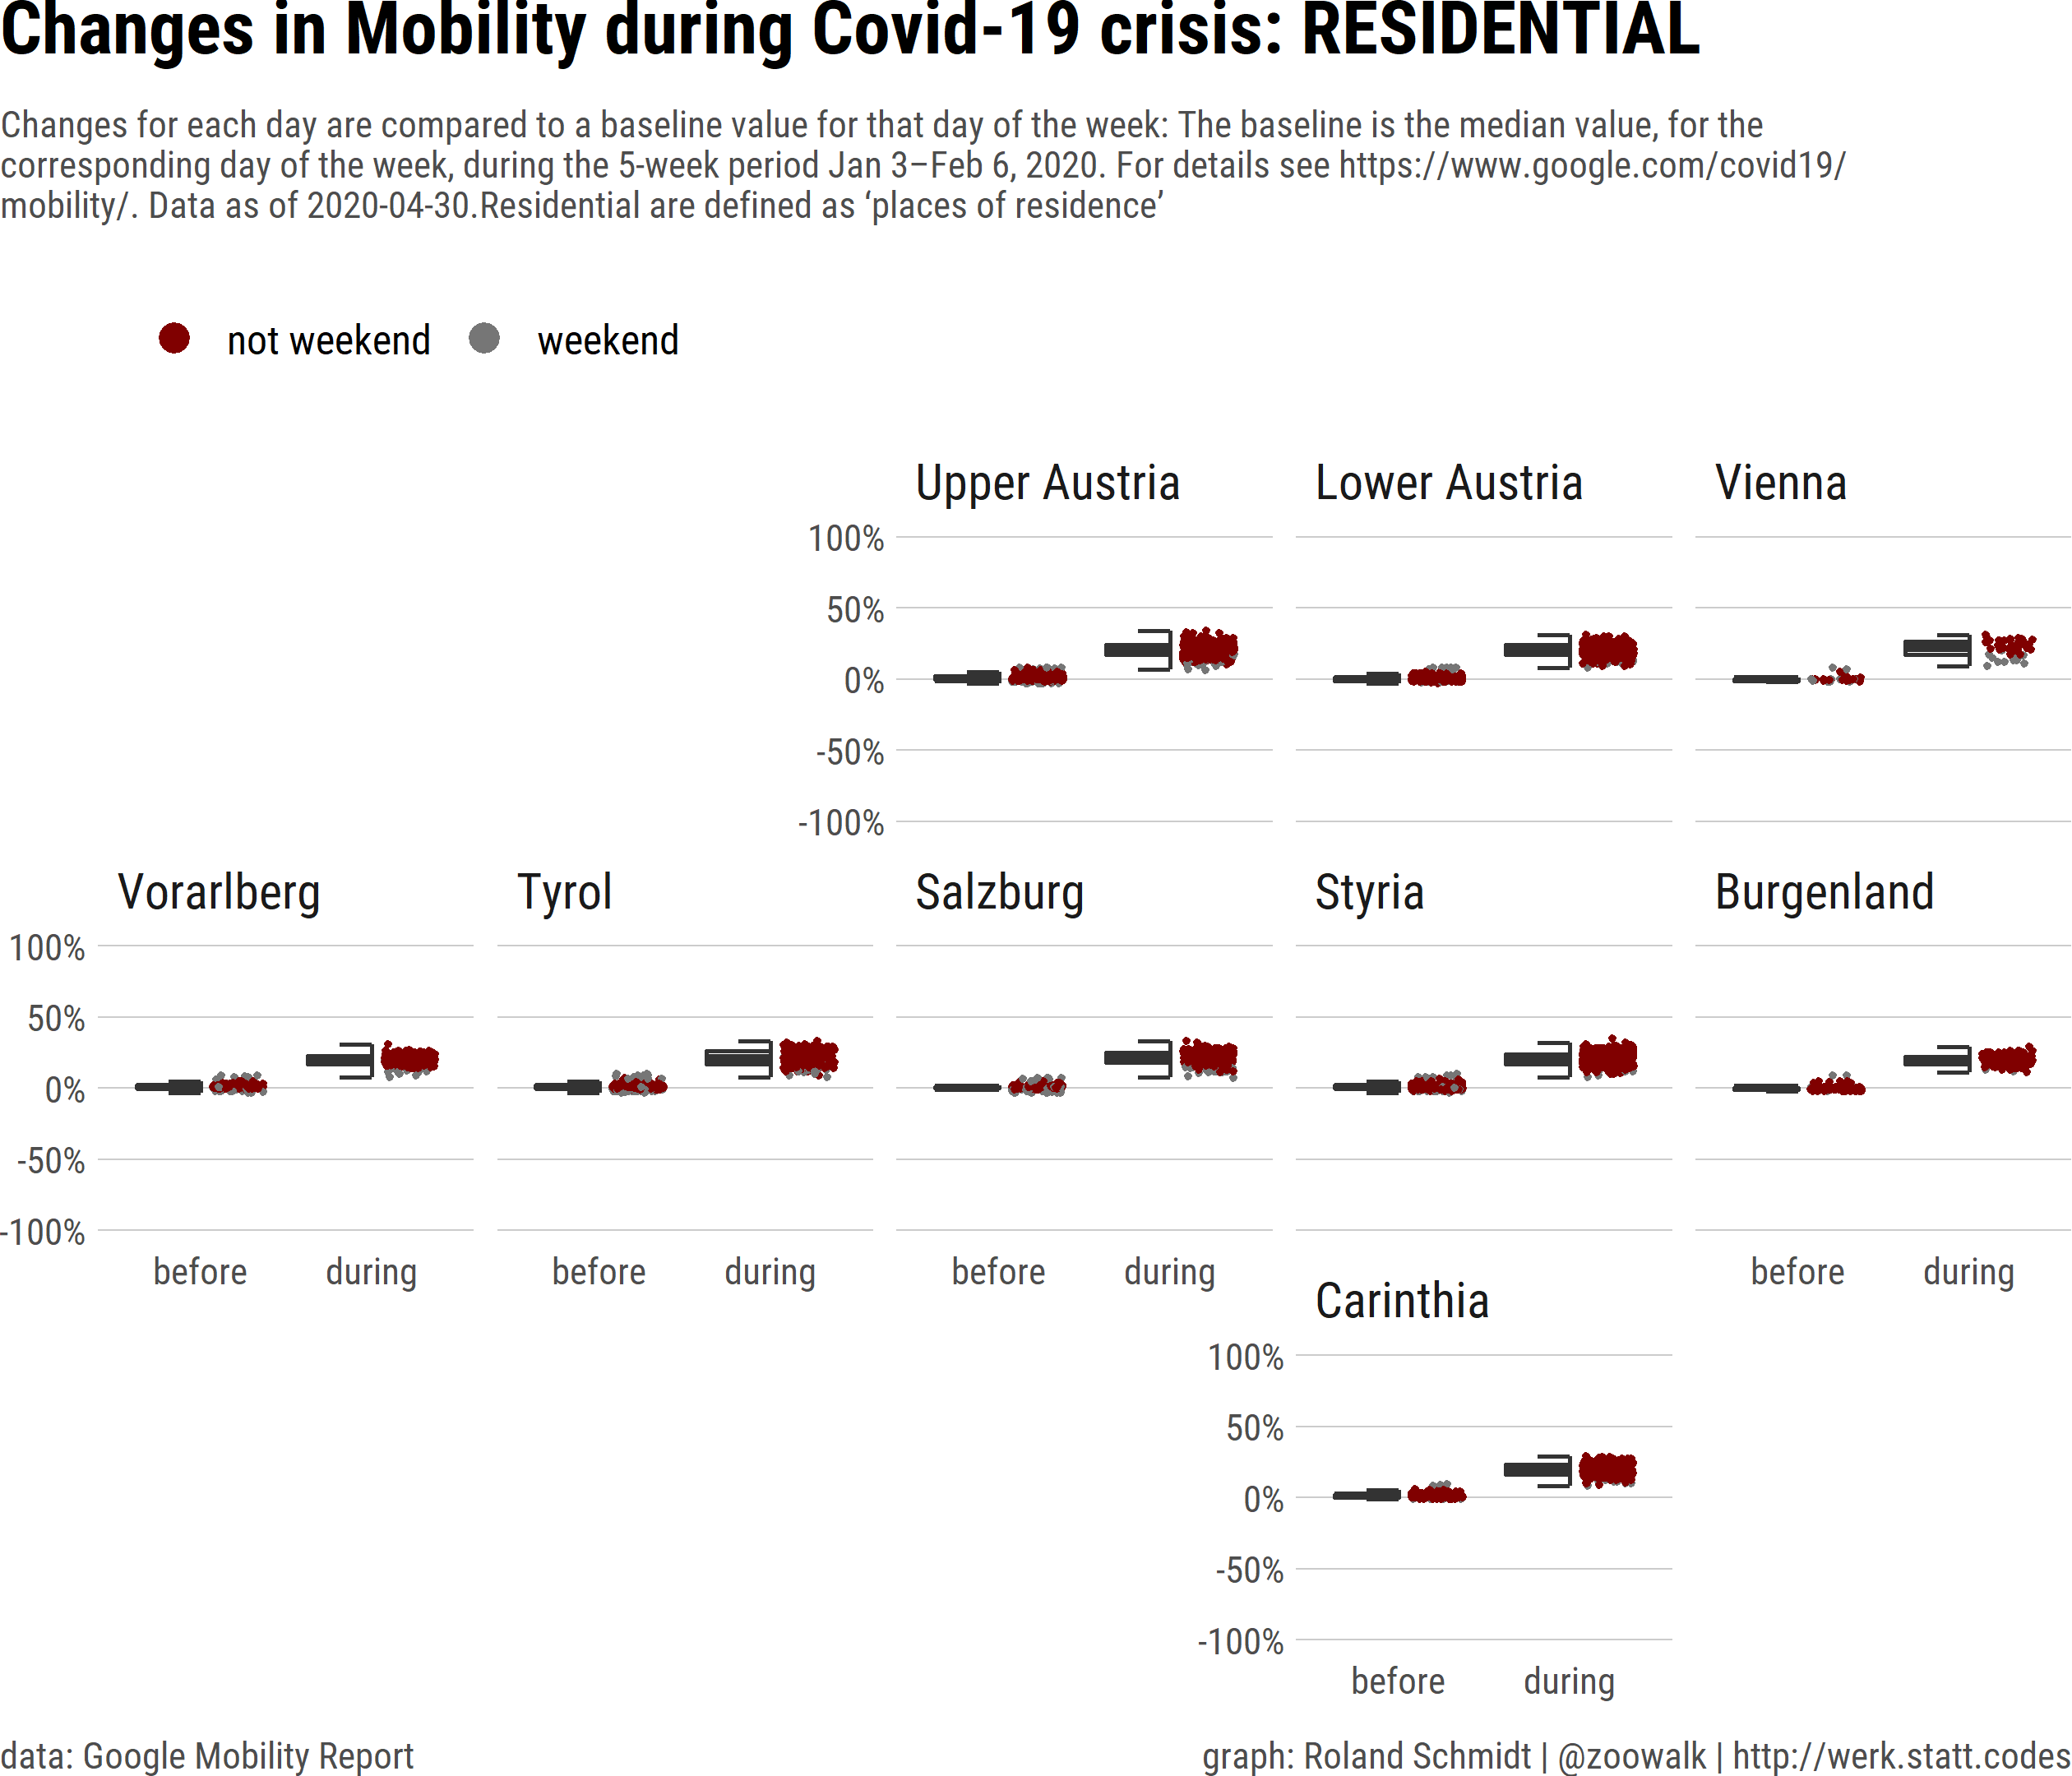 Changes in Mobility during Covid-19 crisis: RESIDENTIAL
Changes for each day are compared to a baseline value for that day of the week: The baseline is the median value, for the
corresponding day of the week, during the 5-week period Jan 3–Feb 6, 2020. For details see https://www.google.com/covid19/
mobility/. Data as of 2020-04-30.Residential are defined as ‘places of residence’
not weekend weekend
Upper Austria Lower Austria Vienna
100%
50%
0%
-50%
-100%
Vorarlberg Tyrol Salzburg Styria Burgenland
100%
50%
0%
-50%
-100%
before during before during before during before during
Carinthia
100%
50%
0%
-50%
-100%
before during
data: Google Mobility Report graph: Roland Schmidt | @zoowalk | http://werk.statt.codes